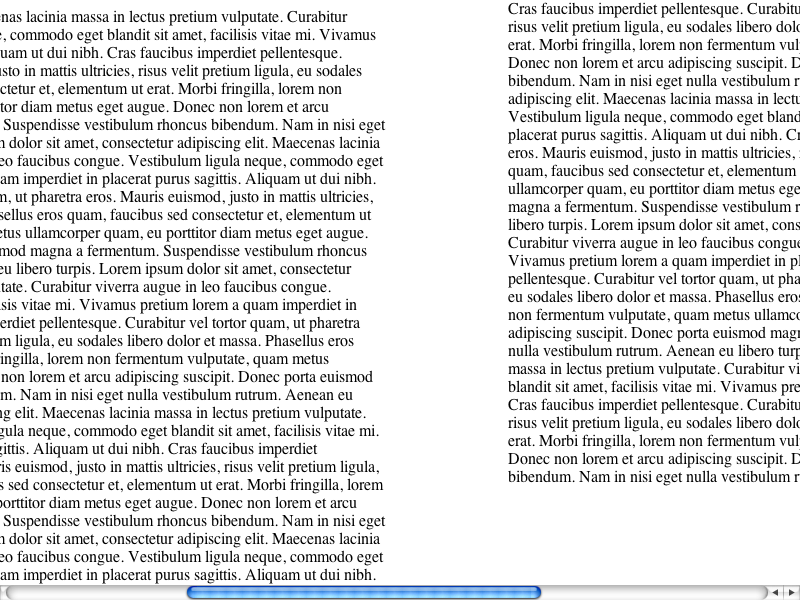 enas lacinia massa in lectus pretium vulputate. Curabitur
e, commodo eget blandit sit amet, facilisis vitae mi. Vivamus
uam ut dui nibh. Cras faucibus imperdiet pellentesque.
usto in mattis ultricies, risus velit pretium ligula, eu sodales
ctetur et, elementum ut erat. Morbi fringilla, lorem non
tor diam metus eget augue. Donec non lorem et arcu
Suspendisse vestibulum rhoncus bibendum. Nam in nisi eget
m dolor sit amet, consectetur adipiscing elit. Maecenas lacinia
eo faucibus congue. Vestibulum ligula neque, commodo eget
am imperdiet in placerat purus sagittis. Aliquam ut dui nibh.
n, ut pharetra eros. Mauris euismod, justo in mattis ultricies,
sellus eros quam, faucibus sed consectetur et, elementum ut
etus ullamcorper quam, eu porttitor diam metus eget augue.
mod magna a fermentum. Suspendisse vestibulum rhoncus
eu libero turpis. Lorem ipsum dolor sit amet, consectetur
tate. Curabitur viverra augue in leo faucibus congue.
isis vitae mi. Vivamus pretium lorem a quam imperdiet in
erdiet pellentesque. Curabitur vel tortor quam, ut pharetra
m ligula, eu sodales libero dolor et massa. Phasellus eros
ringilla, lorem non fermentum vulputate, quam metus
non lorem et arcu adipiscing suscipit. Donec porta euismod
m. Nam in nisi eget nulla vestibulum rutrum. Aenean eu
ng elit. Maecenas lacinia massa in lectus pretium vulputate.
gula neque, commodo eget blandit sit amet, facilisis vitae mi.
gittis. Aliquam ut dui nibh. Cras faucibus imperdiet
ris euismod, justo in mattis ultricies, risus velit pretium ligula,
s sed consectetur et, elementum ut erat. Morbi fringilla, lorem
porttitor diam metus eget augue. Donec non lorem et arcu
Suspendisse vestibulum rhoncus bibendum. Nam in nisi eget
m dolor sit amet, consectetur adipiscing elit. Maecenas lacinia
eo faucibus congue. Vestibulum ligula neque, commodo eget
am imperdiet in placerat purus sagittis. Aliquam ut dui nibh.
Cras faucibus imperdiet pellentesque. Curabitu
risus velit pretium ligula, eu sodales libero dolo
erat. Morbi fringilla, lorem non fermentum vul
Donec non lorem et arcu adipiscing suscipit. D
bibendum. Nam in nisi eget nulla vestibulum r
adipiscing elit. Maecenas lacinia massa in lectu
Vestibulum ligula neque, commodo eget bland
placerat purus sagittis. Aliquam ut dui nibh. Cr
eros. Mauris euismod, justo in mattis ultricies,
quam, faucibus sed consectetur et, elementum
ullamcorper quam, eu porttitor diam metus ege
magna a fermentum. Suspendisse vestibulum r
libero turpis. Lorem ipsum dolor sit amet, cons
Curabitur viverra augue in leo faucibus congue
Vivamus pretium lorem a quam imperdiet in pl
pellentesque. Curabitur vel tortor quam, ut pha
eu sodales libero dolor et massa. Phasellus eros
non fermentum vulputate, quam metus ullamco
adipiscing suscipit. Donec porta euismod magn
nulla vestibulum rutrum. Aenean eu libero turp
massa in lectus pretium vulputate. Curabitur vi
blandit sit amet, facilisis vitae mi. Vivamus pre
Cras faucibus imperdiet pellentesque. Curabitu
risus velit pretium ligula, eu sodales libero dolo
erat. Morbi fringilla, lorem non fermentum vul
Donec non lorem et arcu adipiscing suscipit. D
bibendum. Nam in nisi eget nulla vestibulum r